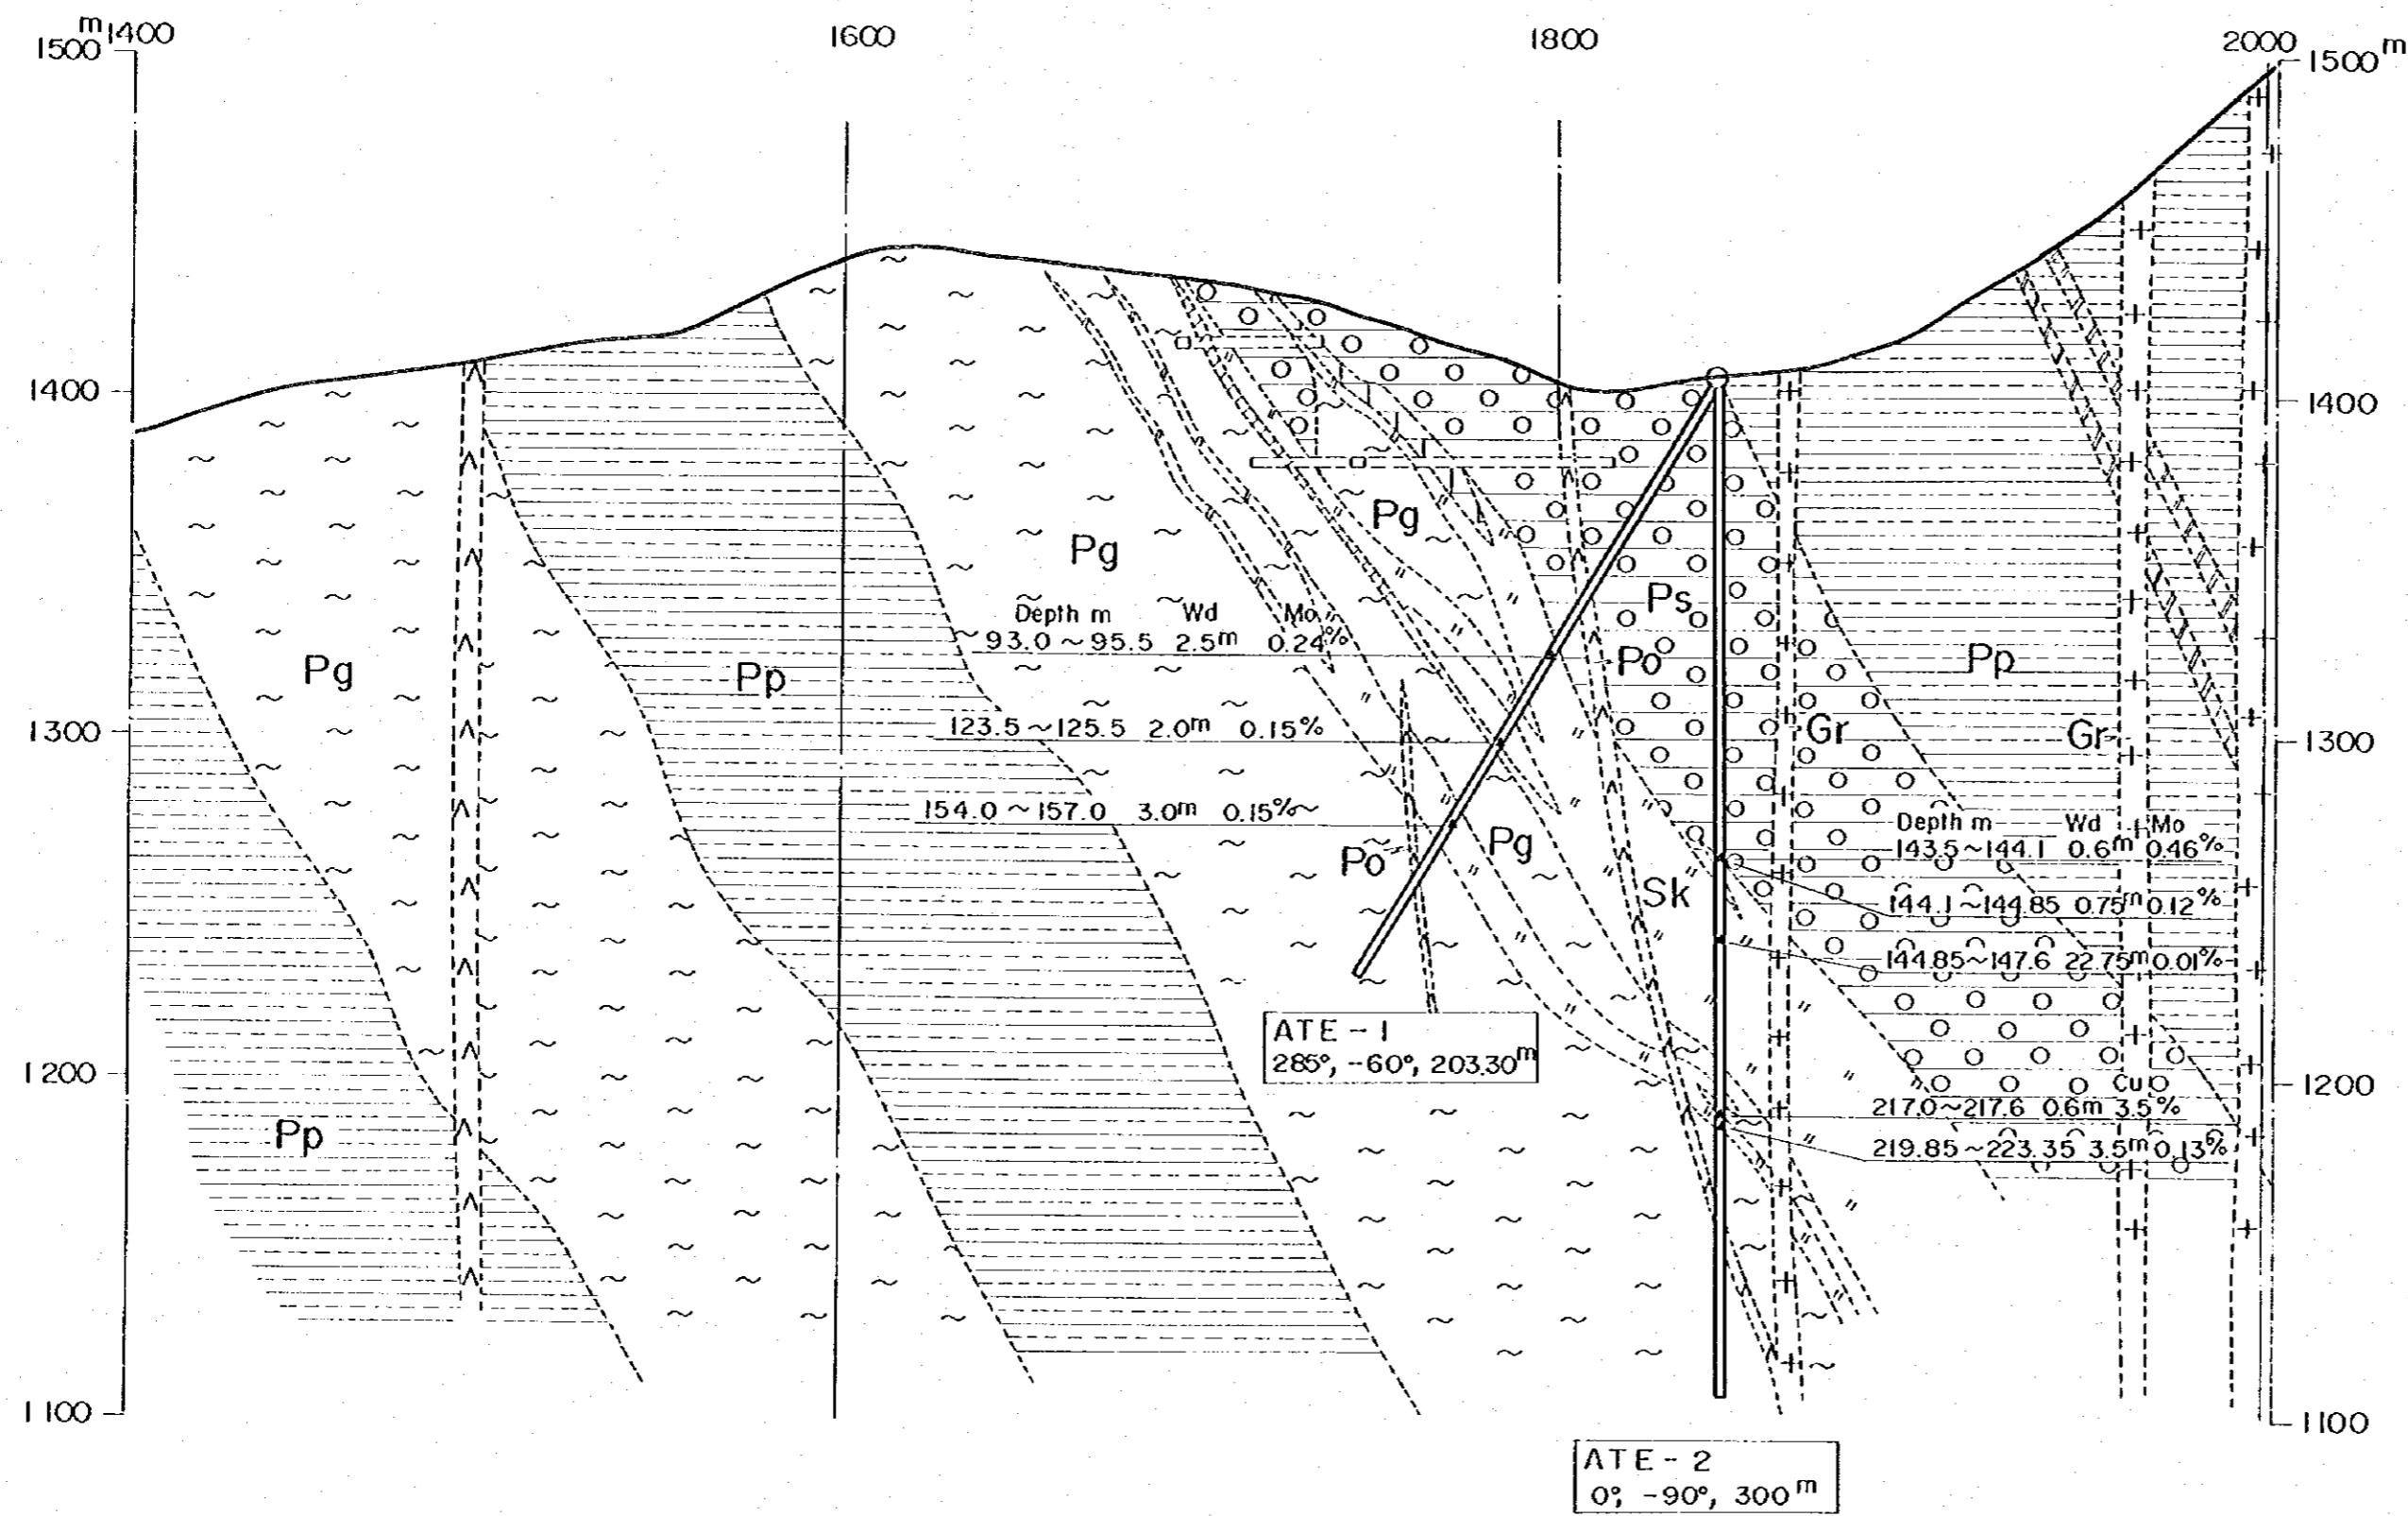 m 1400 1600 1800 2000
1500 1500 m
1400 1400
Pg
Pg
Depth m Wd Mo
93.0~95.5 2.5m 0.24%
Ps
Po
Pp
Pg
Pp
123.5~125.5 2.0m 0.15%
Gr
Gr
1300 1300
154.0~157.0 3.0m 0.15%
Pg
Po
Depth m Wd Mo
143.5~144.1 0.6m 0.46%
Sk
144.1~144.85 0.75m 0.12%
144.85~147.6 22.75m 0.01%
ATE-1
285°, -60°, 203.30m
1200 1200
Cu
217.0~217.6 0.6m 3.5%
Pp
219.85~223.35 3.5m 0.13%
1100 1100
ATE-2
0°, -90°, 300m